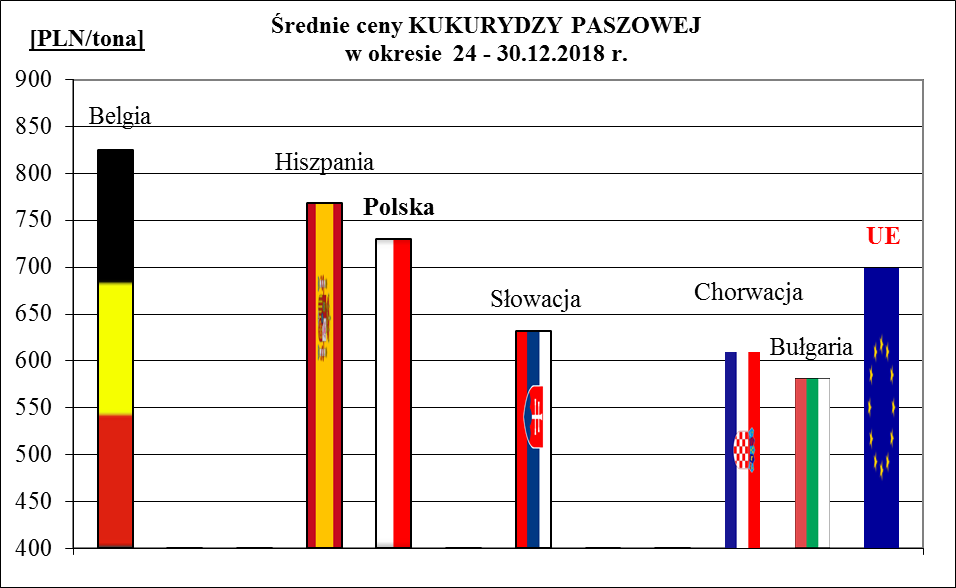 Średnie ceny KUKURYDZY PASZOWEJ
w okresie 24 - 30.12.2018 r.
[PLN/tona]
900
850
800
750
700
650
600
550
500
450
400
Belgia
Hiszpania
Polska
Słowacja
Chorwacja
Bułgaria
UE